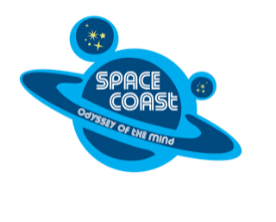 SPACE
COAST
ODYSSEY OF THE MIND